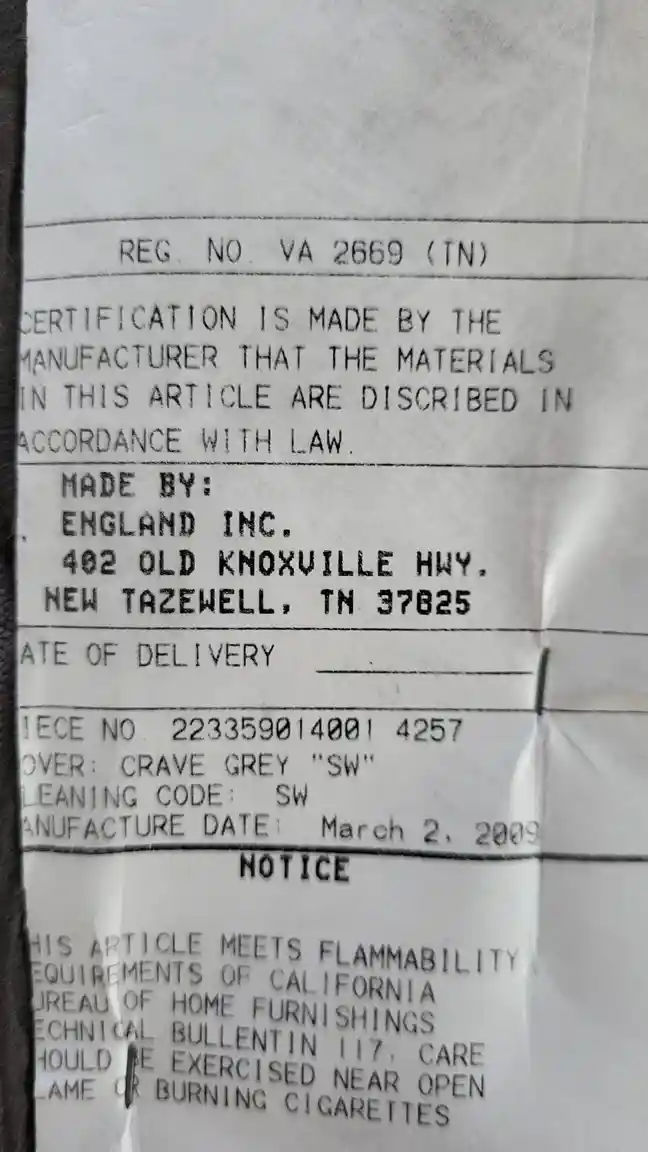 REG. NO. VA 2669 (TN)
CERTIFICATION IS MADE BY THE
MANUFACTURER THAT THE MATERIALS
IN THIS ARTICLE ARE DISCRIBED IN
ACCORDANCE WITH LAW.
MADE BY:
ENGLAND INC.
402 OLD KNOXVILLE HWY.
NEW TAZEWELL, TN 37825
ATE OF DELIVERY
IECE NO 223359014001 4257
OVER: CRAVE GREY "SW"
LEANING CODE: SW
ANUFACTURE DATE: March 2, 2009
NOTICE
HIS ARTICLE MEETS FLAMMABILITY
EQUIREMENTS OF CALIFORNIA
UREAU OF HOME FURNISHINGS
ECHNICAL BULLENTIN 117. CARE
HOULD BE EXERCISED NEAR OPEN
LAME OR BURNING CIGARETTES